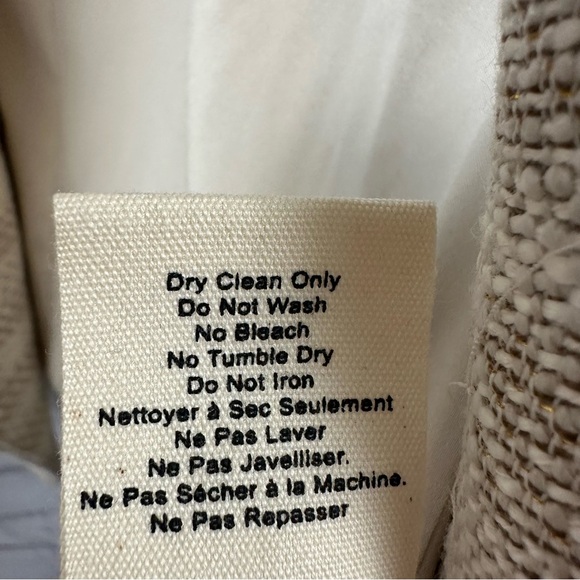 Dry Clean Only
Do Not Wash
No Bleach
No Tumble Dry
Do Not Iron
Nettoyer à Sec Seulement
Ne Pas Laver
Ne Pas Javelliser.
Ne Pas Sécher à la Machine.
Ne Pas Repasser